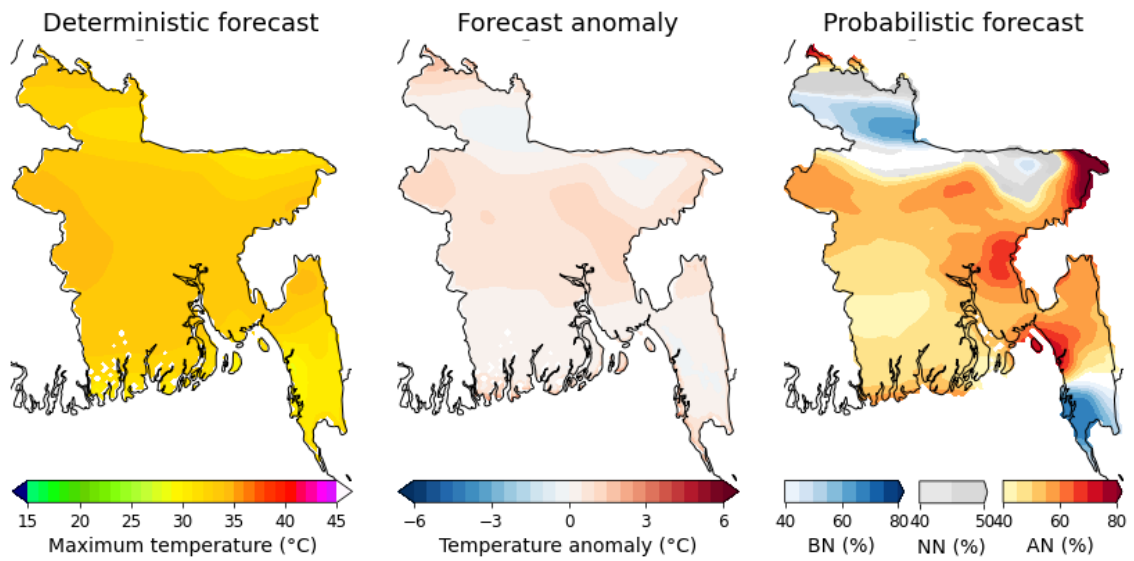 Deterministic forecast
Forecast anomaly
Probabilistic forecast
15 20 25 30 35 40 45
Maximum temperature (°C)
−6 −3 0 3 6
Temperature anomaly (°C)
40 60 80
BN (%)
40 50
NN (%)
40 60 80
AN (%)